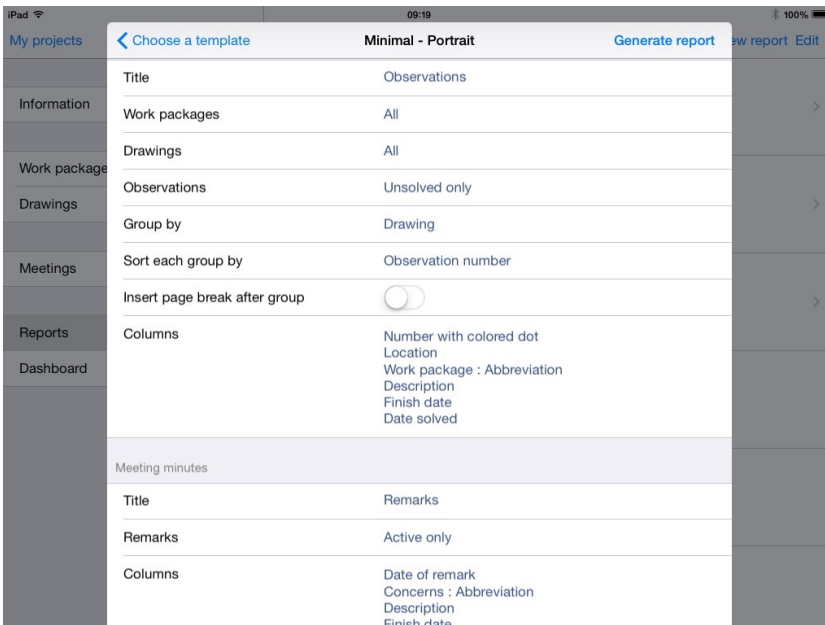 iPad 09:19 100%
My projects Choose a template Minimal - Portrait Generate report ew report Edit
Title Observations
Information
Work packages All
Drawings All
Work package
Observations Unsolved only
Drawings
Group by Drawing
Sort each group by Observation number
Meetings
Insert page break after group
Reports
Columns Number with colored dot
Location
Dashboard
Work package : Abbreviation
Description
Finish date
Date solved
Meeting minutes
Title Remarks
Remarks Active only
Columns Date of remark
Concerns : Abbreviation
Description
Finish date